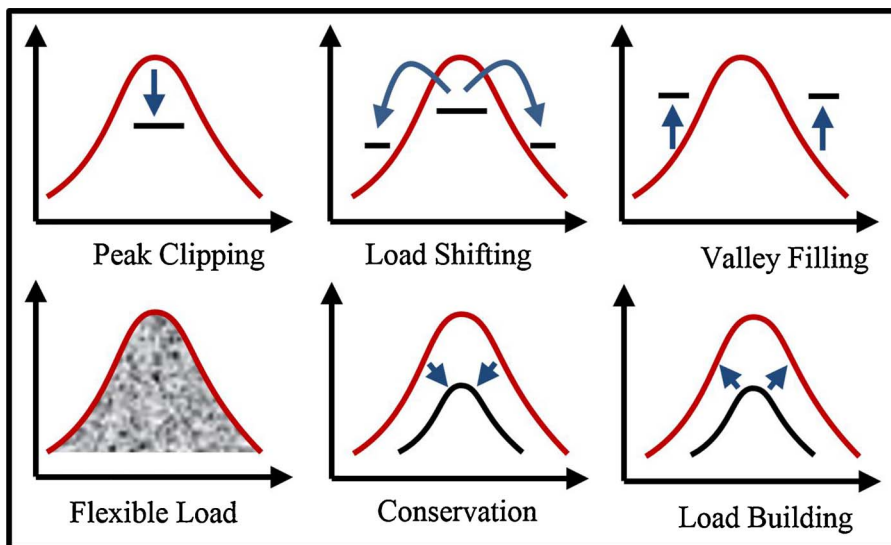 Peak Clipping
Load Shifting
Valley Filling
Flexible Load
Conservation
Load Building